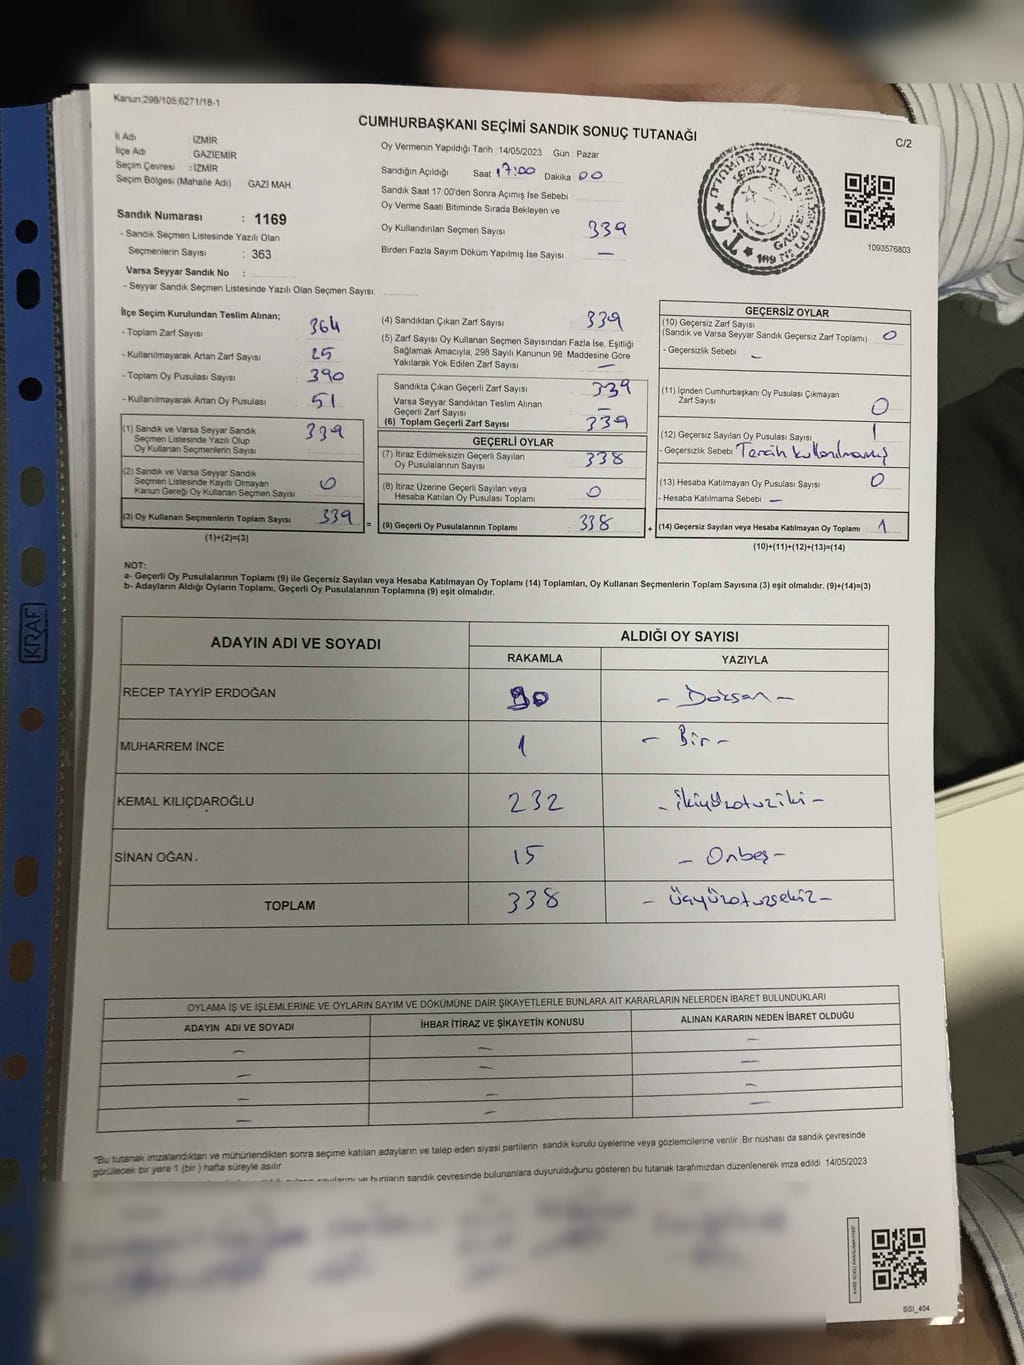 Kanun;298/105;6271/18-1
CUMHURBAŞKANI SEÇİMİ SANDIK SONUÇ TUTANAĞI
C/2
İl Adı : İZMİR
İlçe Adı : GAZİEMİR
Seçim Çevresi : İZMİR
Seçim Bölgesi (Mahalle Adı) GAZİ MAH
Sandık Numarası : 1169
- Sandık Seçmen Listesinde Yazılı Olan
Seçmenlerin Sayısı : 363
Varsa Seyyar Sandık No :
- Seyyar Sandık Seçmen Listesinde Yazılı Olan Seçmen Sayısı:
Oy Vermenin Yapıldığı Tarih :14/05/2023 Gün : Pazar
Sandığın Açıldığı Saat 17:00 Dakika 00
Sandık Saat 17:00'den Sonra Açımış İse Sebebi :
Oy Verme Saati Bitiminde Sırada Bekleyen ve
Oy Kullandırılan Seçmen Sayısı : 339
Birden Fazla Sayım Döküm Yapılmış İse Sayısı : —
T.C.
1093576803
İlçe Seçim Kurulundan Teslim Alınan;
- Toplam Zarf Sayısı : 364
- Kullanılmayarak Artan Zarf Sayısı : 25
- Toplam Oy Pusulası Sayısı : 390
- Kullanılmayarak Artan Oy Pusulası : 51
(1) Sandık ve Varsa Seyyar Sandık
Seçmen Listesinde Yazılı Olup
Oy Kullanan Seçmenlerin Sayısı : 339
(2) Sandık ve Varsa Seyyar Sandık
Seçmen Listesinde Kayıtlı Olmayan
Kanun Gereği Oy Kullanan Seçmen Sayısı : 0
(3) Oy Kullanan Seçmenlerin Toplam Sayısı : 339
(1)+(2)=(3)
=
(4) Sandıktan Çıkan Zarf Sayısı : 339
(5) Zarf Sayısı Oy Kullanan Seçmen Sayısından Fazla İse, Eşitliği
Sağlamak Amacıyla; 298 Sayılı Kanunun 98. Maddesine Göre
Yakılarak Yok Edilen Zarf Sayısı : —
Sandıkta Çıkan Geçerli Zarf Sayısı : 339
Varsa Seyyar Sandıktan Teslim Alınan
Geçerli Zarf Sayısı : —
(6) Toplam Geçerli Zarf Sayısı : 339
GEÇERLİ OYLAR
(7) İtiraz Edilmeksizin Geçerli Sayılan
Oy Pusulalarının Sayısı : 338
(8) İtiraz Üzerine Geçerli Sayılan veya
Hesaba Katılan Oy Pusulası Toplamı : 0
(9) Geçerli Oy Pusulalarının Toplamı : 338
+
GEÇERSİZ OYLAR
(10) Geçersiz Zarf Sayısı
(Sandık ve Varsa Seyyar Sandık Geçersiz Zarf Toplamı) : 0
- Geçersizlik Sebebi : —
(11) İçinden Cumhurbaşkanı Oy Pusulası Çıkmayan
Zarf Sayısı : 0
(12) Geçersiz Sayılan Oy Pusulası Sayısı : 1
- Geçersizlik Sebebi : Tercih kullanılmamış
(13) Hesaba Katılmayan Oy Pusulası Sayısı : 0
- Hesaba Katılmama Sebebi : —
(14) Geçersiz Sayılan veya Hesaba Katılmayan Oy Toplamı : 1
(10)+(11)+(12)+(13)=(14)
NOT:
a- Geçerli Oy Pusulalarının Toplamı (9) ile Geçersiz Sayılan veya Hesaba Katılmayan Oy Toplamı (14) Toplamları, Oy Kullanan Seçmenlerin Toplam Sayısına (3) eşit olmalıdır. (9)+(14)=(3)
b- Adayların Aldığı Oyların Toplamı, Geçerli Oy Pusulalarının Toplamına (9) eşit olmalıdır.
ADAYIN ADI VE SOYADI
ALDIĞI OY SAYISI
RAKAMLA YAZIYLA
RECEP TAYYİP ERDOĞAN 90 - Doksan -
MUHARREM İNCE 1 - Bir -
KEMAL KILIÇDAROĞLU 232 - ikiyüzotuziki -
SİNAN OĞAN 15 - Onbeş -
TOPLAM 338 - üçyüzotuzsekiz -
OYLAMA İŞ VE İŞLEMLERİNE VE OYLARIN SAYIM VE DÖKÜMÜNE DAİR ŞİKAYETLERLE BUNLARA AİT KARARLARIN NELERDEN İBARET BULUNDUKLARI
ADAYIN ADI VE SOYADI İHBAR İTİRAZ VE ŞİKAYETİN KONUSU ALINAN KARARIN NEDEN İBARET OLDUĞU
— — —
— — —
— — —
— — —
*Bu tutanak imzalandıktan ve mühürlendikten sonra seçime katılan adayların ve talep eden siyasi partilerin sandık kurulu üyelerine veya gözlemcilerine verilir. Bir nüshası da sandık çevresinde
görülecek bir yere 1 (bir ) hafta süreyle asılır.
sandık çevresinde bulunanlara duyurulduğunu gösteren bu tutanak tarafımızdan düzenlenerek imza edildi 14/05/2023
SSI_404
KRAF